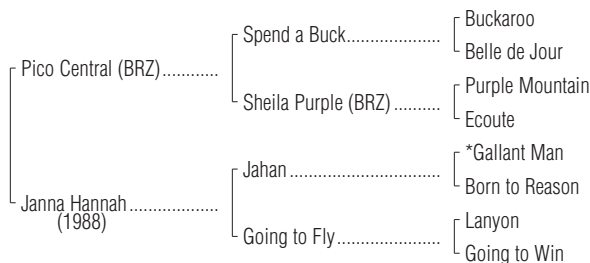 Buckaroo
Spend a Buck
Belle de Jour
Pico Central (BRZ)
Purple Mountain
Sheila Purple (BRZ)
Ecoute
*Gallant Man
Jahan
Born to Reason
Janna Hannah
(1988)
Lanyon
Going to Fly
Going to Win